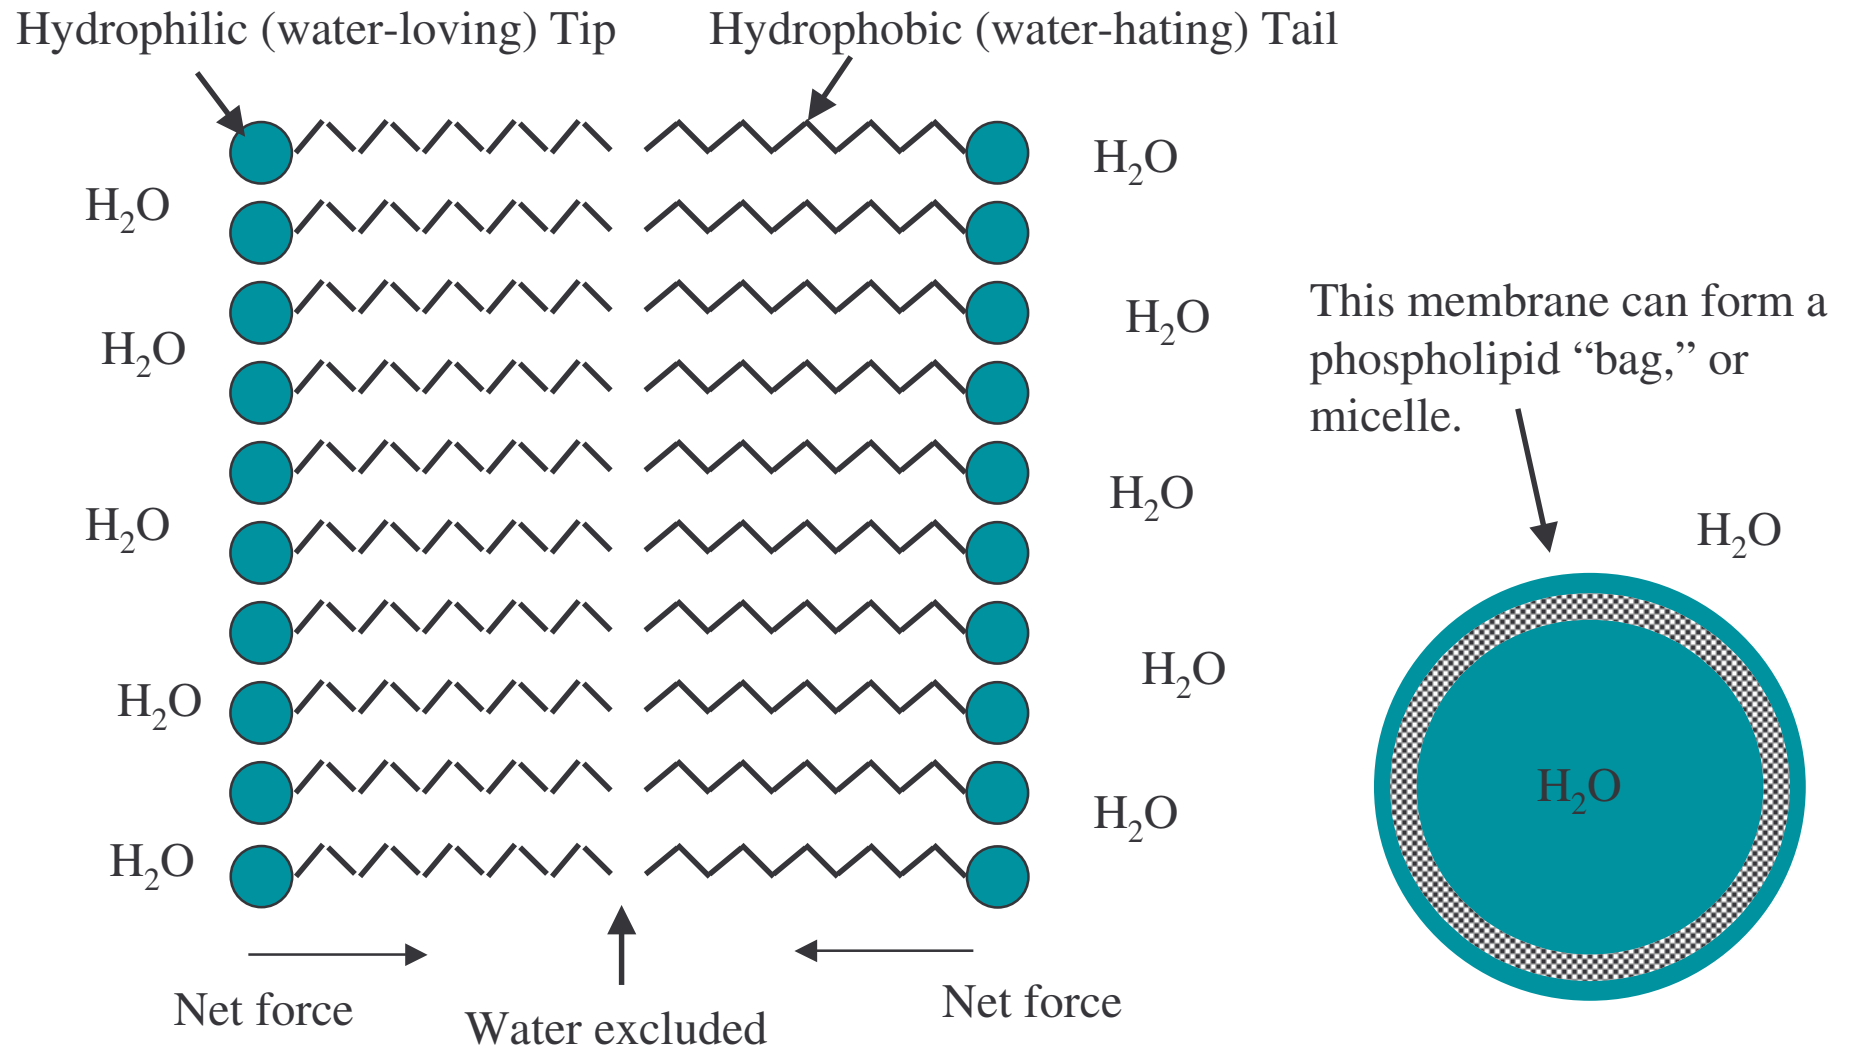 Hydrophilic (water-loving) Tip
Hydrophobic (water-hating) Tail
H₂O
H₂O
H₂O
H₂O
H₂O
H₂O
H₂O
H₂O
H₂O
H₂O
This membrane can form a
phospholipid “bag,” or
micelle.
H₂O
H₂O
Net force
Water excluded
Net force